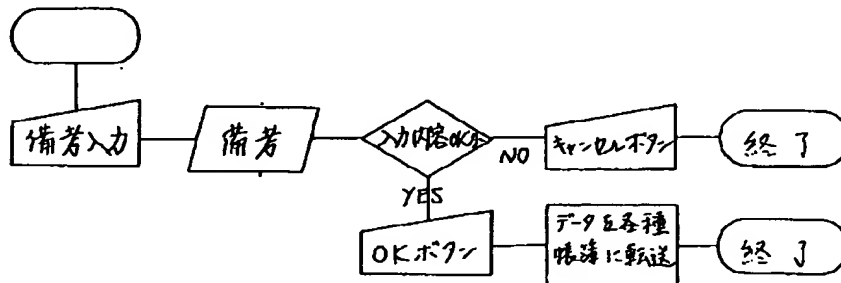 備考入力
備考
入力内容OK?
NO
キャンセルボタン
終了
YES
OKボタン
データを各種
帳簿に転送
終了